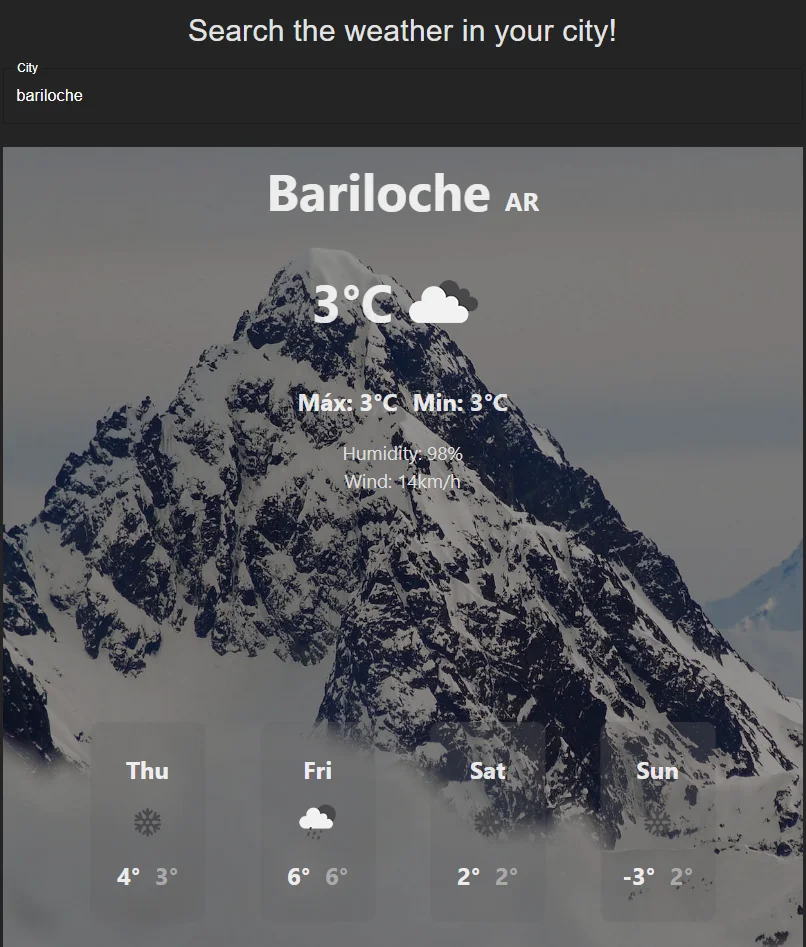 Search the weather in your city!
City
bariloche
Bariloche AR
3°C
Máx: 3°C Min: 3°C
Humidity: 98%
Wind: 14km/h
Thu Fri Sat Sun
4° 3° 6° 6° 2° 2° -3° 2°